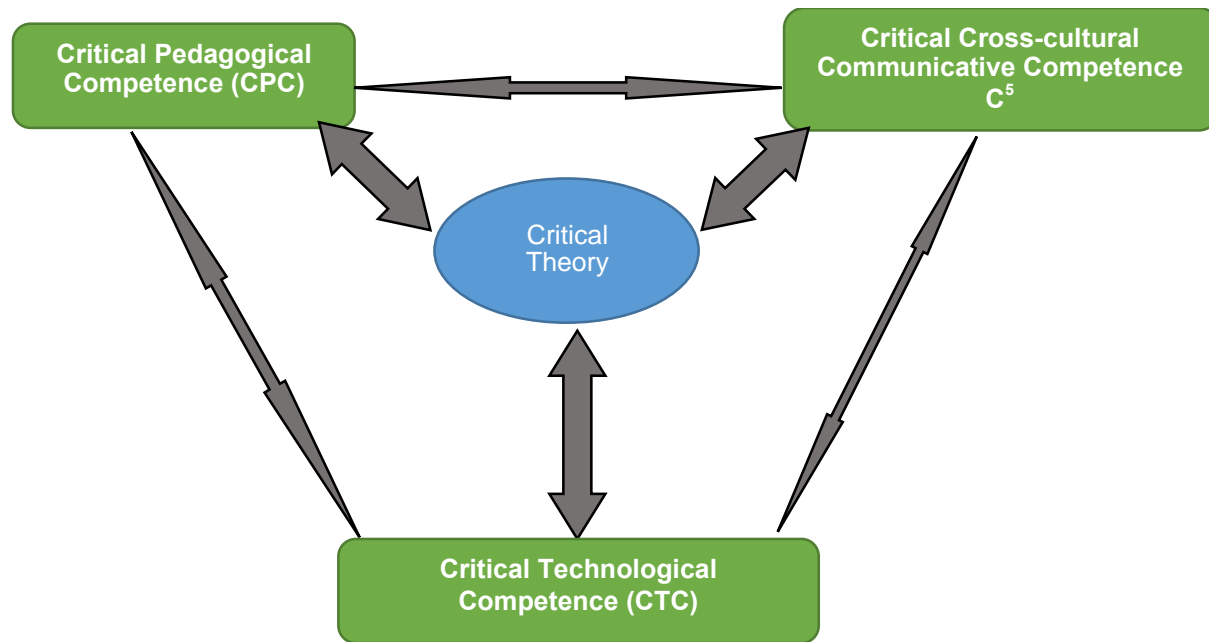 Critical Pedagogical
Competence (CPC)
Critical Cross-cultural
Communicative Competence
C⁵
Critical
Theory
Critical Technological
Competence (CTC)